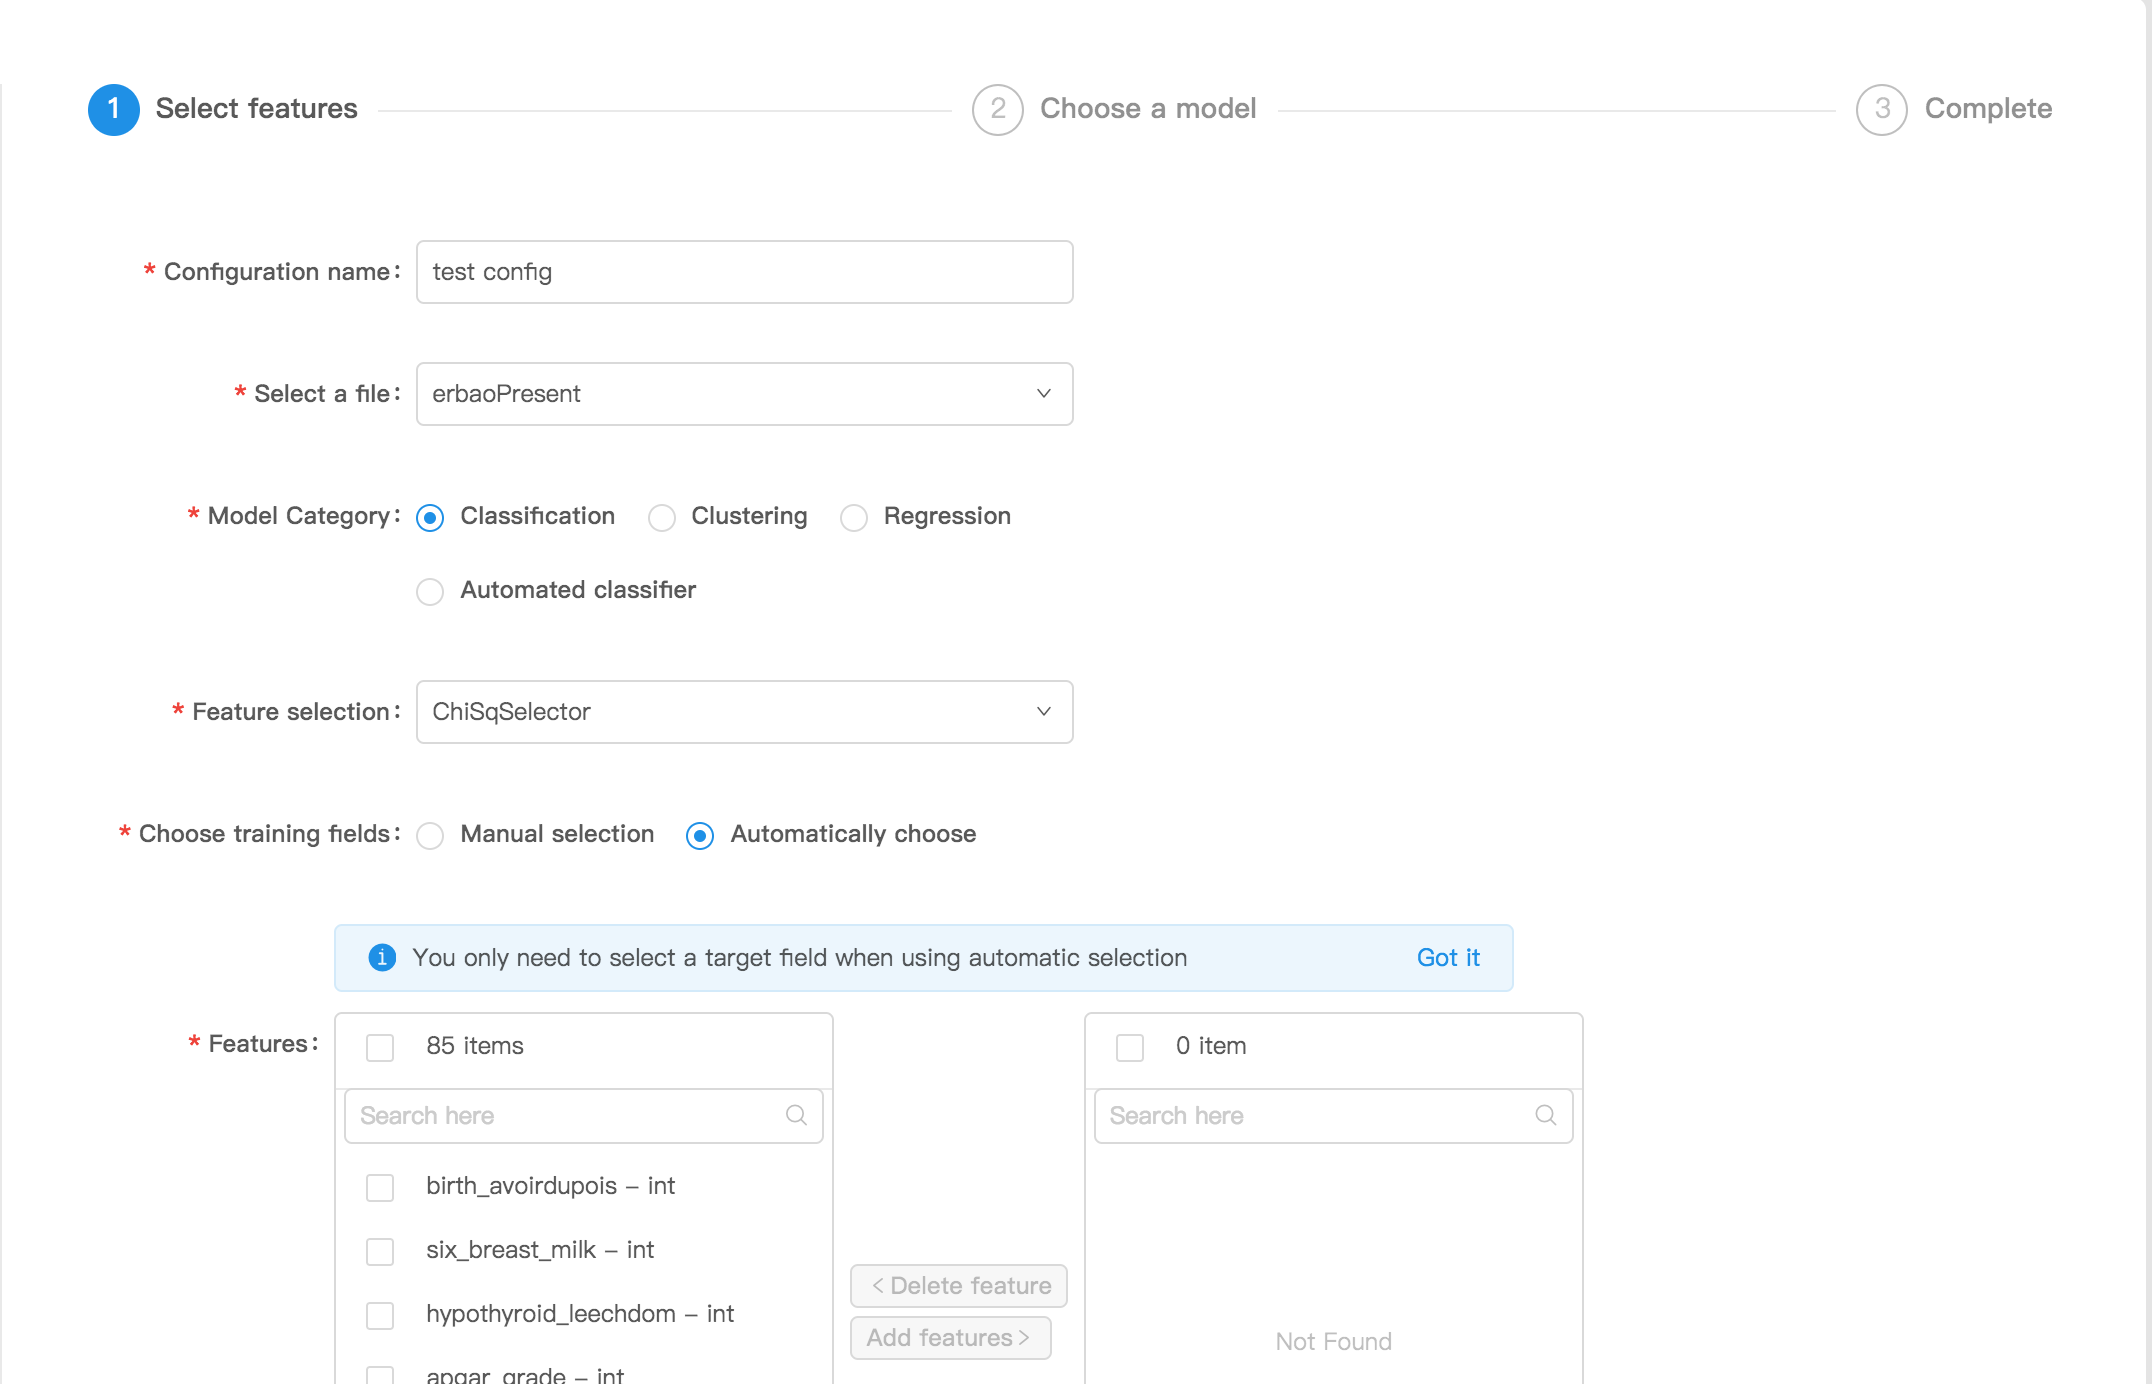 1 Select features
2 Choose a model
3 Complete
* Configuration name: test config
* Select a file: erbaoPresent
* Model Category: Classification Clustering Regression
Automated classifier
* Feature selection: ChiSqSelector
* Choose training fields: Manual selection Automatically choose
i You only need to select a target field when using automatic selection Got it
* Features: 85 items
Search here
birth_avoirdupois – int
six_breast_milk – int
hypothyroid_leechdom – int
apgar_grade – int
< Delete feature
Add features >
0 item
Search here
Not Found